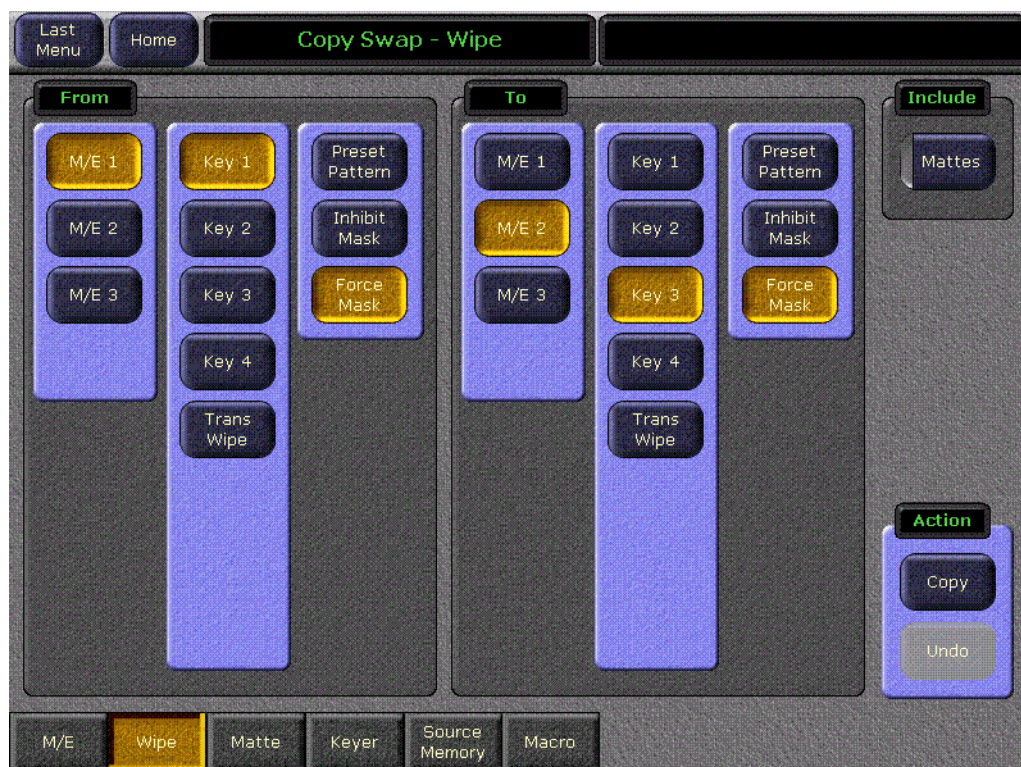 Last
Menu
Home
Copy Swap - Wipe
From
M/E 1
M/E 2
M/E 3
Key 1
Key 2
Key 3
Key 4
Trans
Wipe
Preset
Pattern
Inhibit
Mask
Force
Mask
To
M/E 1
M/E 2
M/E 3
Key 1
Key 2
Key 3
Key 4
Trans
Wipe
Preset
Pattern
Inhibit
Mask
Force
Mask
Include
Mattes
Action
Copy
Undo
M/E
Wipe
Matte
Keyer
Source
Memory
Macro